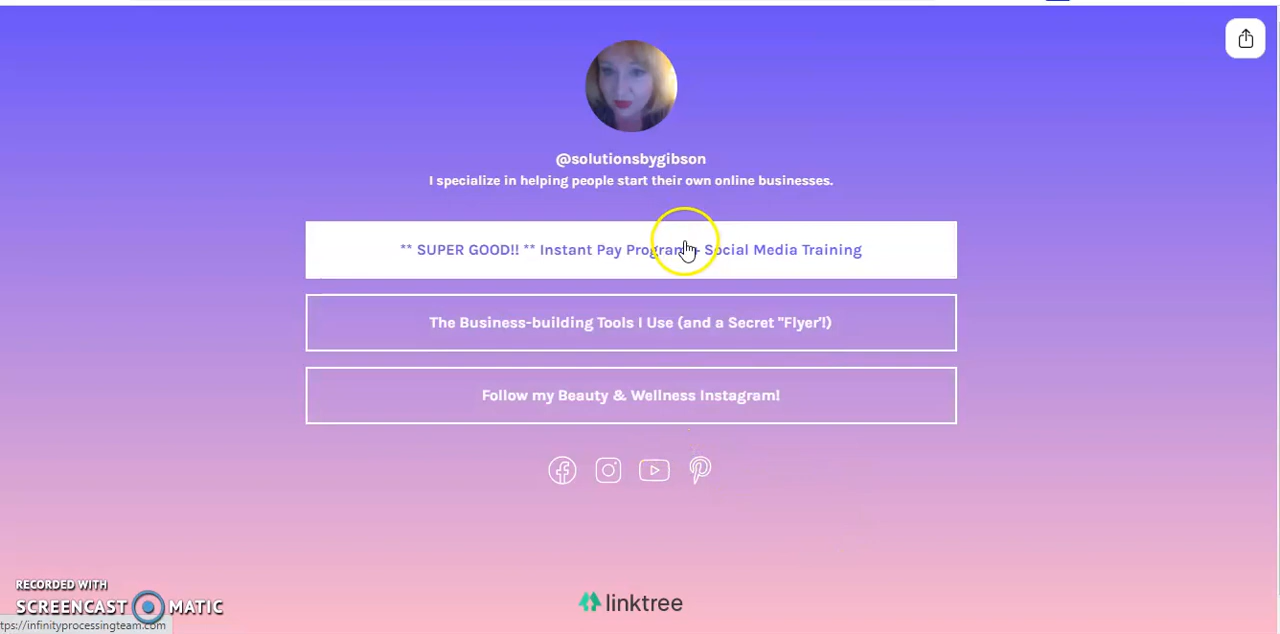 @solutionsbygibson
I specialize in helping people start their own online businesses.
** SUPER GOOD!! ** Instant Pay Program - Social Media Training
The Business-building Tools I Use (and a Secret "Flyer'!)
Follow my Beauty & Wellness Instagram!
RECORDED WITH
SCREENCAST MATIC
linktree
tps://infinityprocessingteam.com